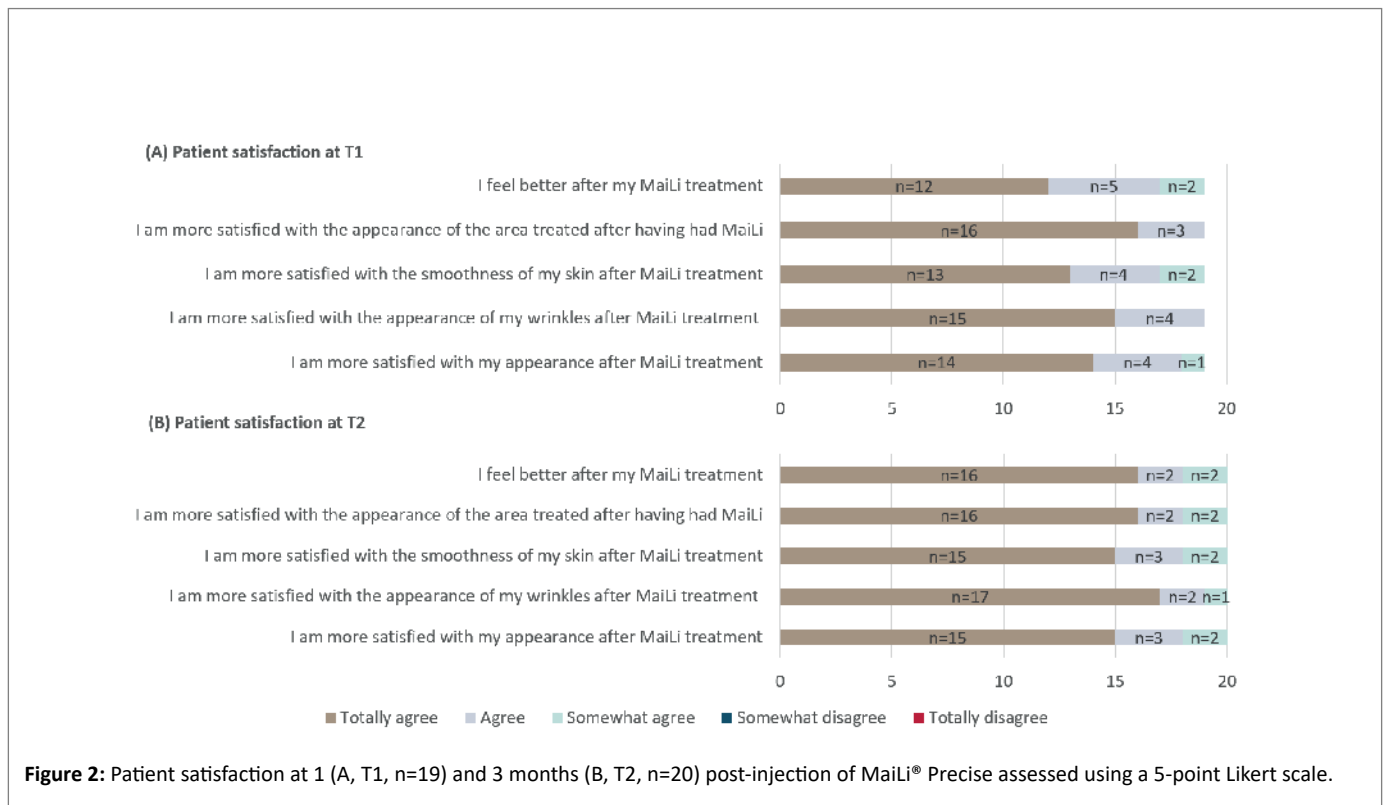 (A) Patient satisfaction at T1
I feel better after my MaiLi treatment n=12 n=5 n=2
I am more satisfied with the appearance of the area treated after having had MaiLi n=16 n=3
I am more satisfied with the smoothness of my skin after MaiLi treatment n=13 n=4 n=2
I am more satisfied with the appearance of my wrinkles after MaiLi treatment n=15 n=4
I am more satisfied with my appearance after MaiLi treatment n=14 n=4 n=1
0 5 10 15 20
(B) Patient satisfaction at T2
I feel better after my MaiLi treatment n=16 n=2 n=2
I am more satisfied with the appearance of the area treated after having had MaiLi n=16 n=2 n=2
I am more satisfied with the smoothness of my skin after MaiLi treatment n=15 n=3 n=2
I am more satisfied with the appearance of my wrinkles after MaiLi treatment n=17 n=2 n=1
I am more satisfied with my appearance after MaiLi treatment n=15 n=3 n=2
0 5 10 15 20
Totally agree Agree Somewhat agree Somewhat disagree Totally disagree
Figure 2: Patient satisfaction at 1 (A, T1, n=19) and 3 months (B, T2, n=20) post-injection of MaiLi® Precise assessed using a 5-point Likert scale.